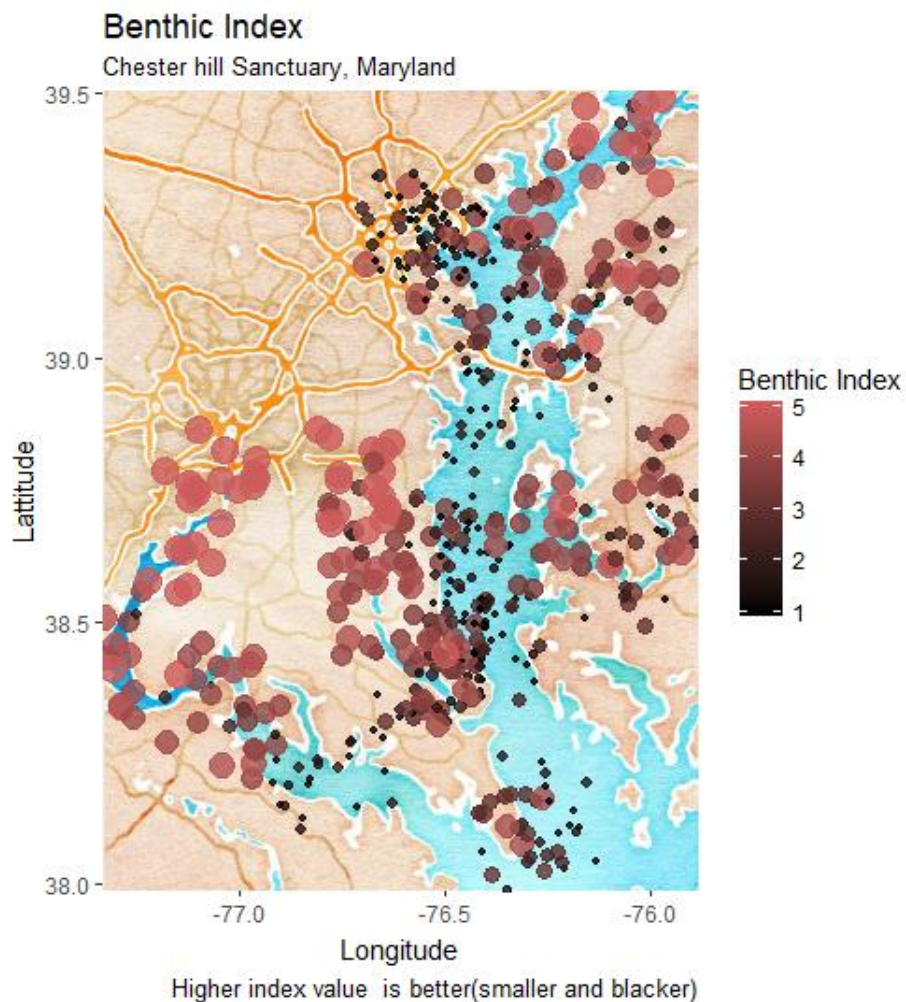 Benthic Index
Chester hill Sanctuary, Maryland
39.5
39.0
38.5
38.0
Lattitude
-77.0
-76.5
-76.0
Longitude
Higher index value  is better(smaller and blacker)
Benthic Index
5
4
3
2
1